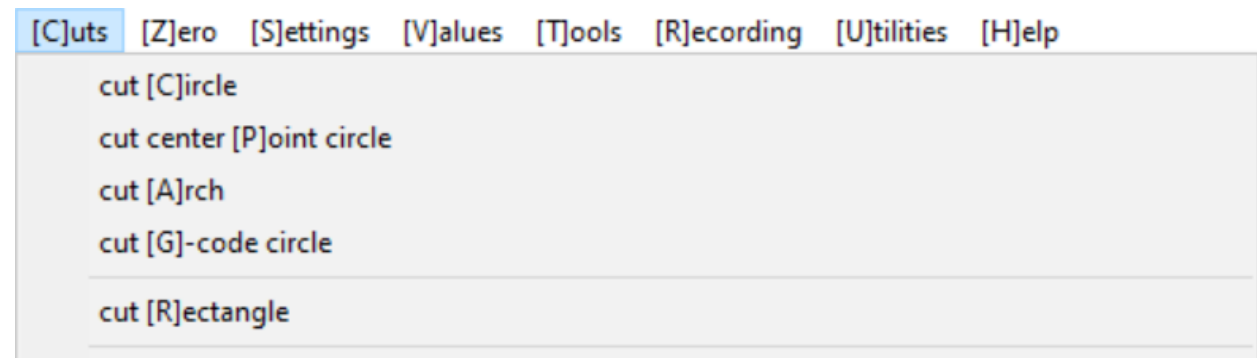 [C]uts [Z]ero [S]ettings [V]alues [T]ools [R]ecording [U]tilities [H]elp
cut [C]ircle
cut center [P]oint circle
cut [A]rch
cut [G]-code circle
cut [R]ectangle